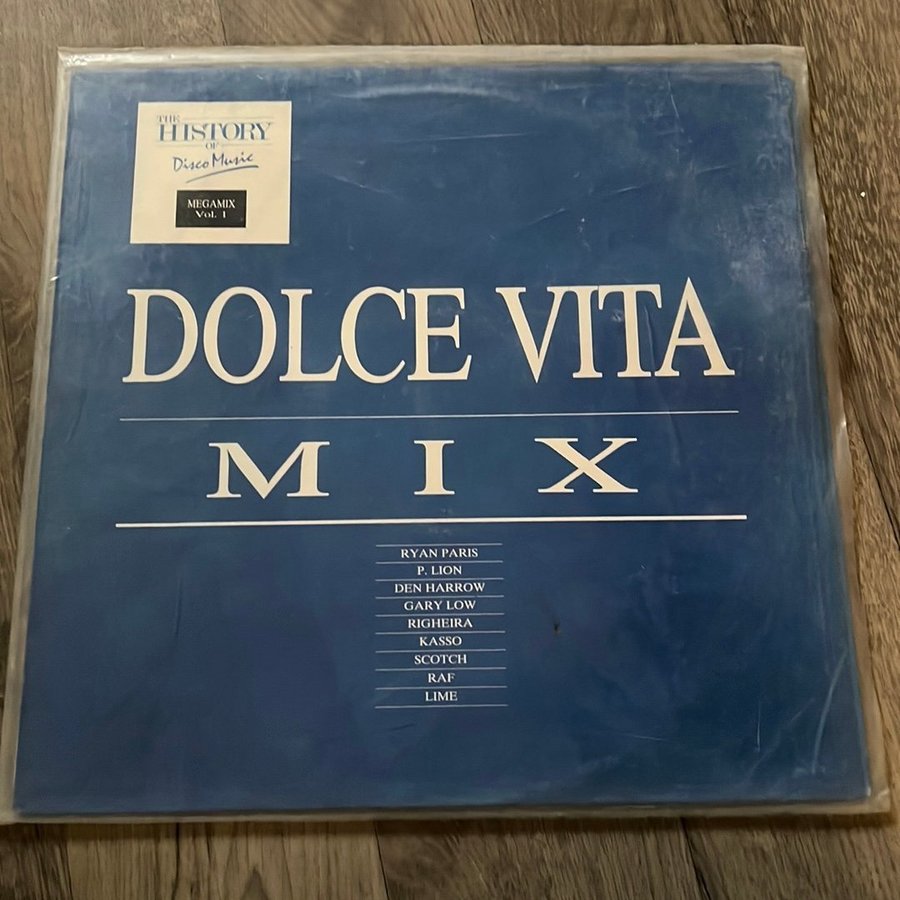 THE
HISTORY
OF
Disco Music
MEGAMIX
Vol. 1
DOLCE VITA
MIX
RYAN PARIS
P. LION
DEN HARROW
GARY LOW
RIGHEIRA
KASSO
SCOTCH
RAF
LIME